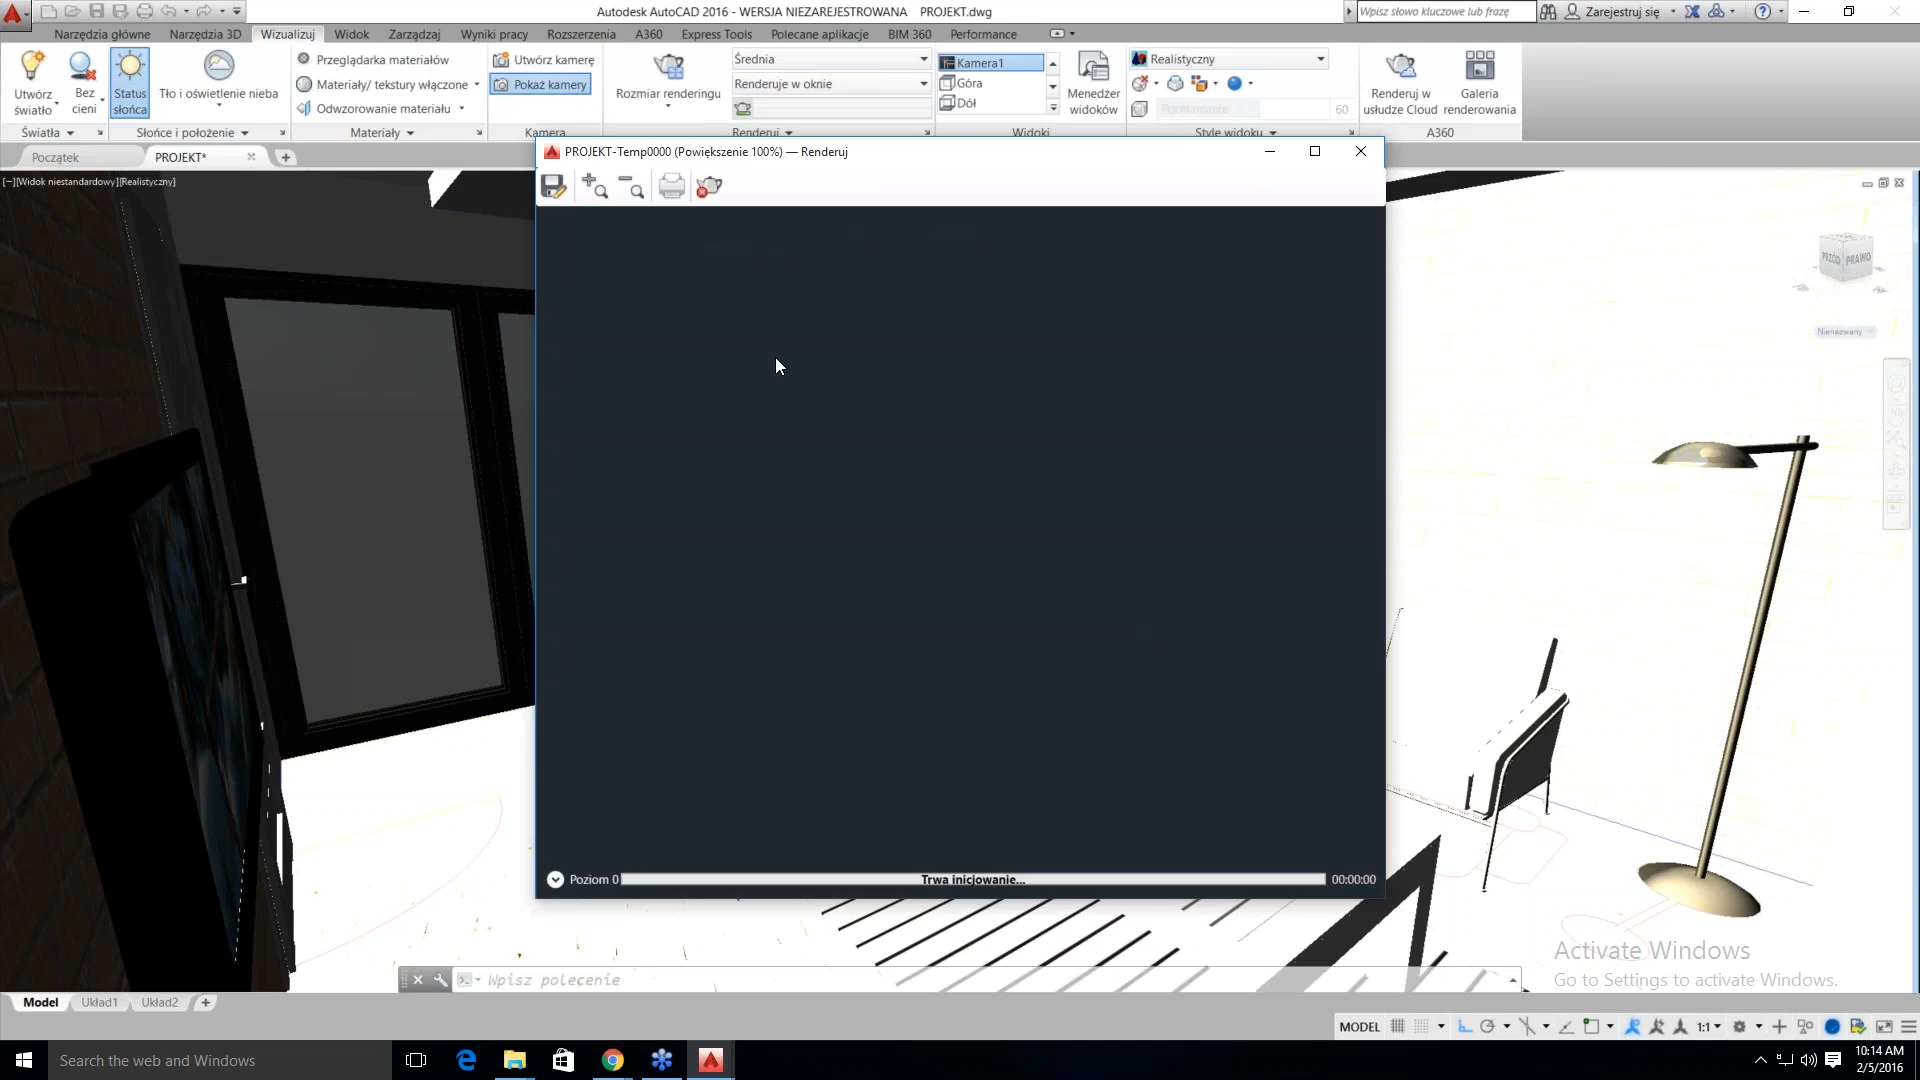 Autodesk AutoCAD 2016 - WERSJA NIEZAREJESTROWANA PROJEKT.dwg
Wpisz słowo kluczowe lub frazę
Zarejestruj się
Narzędzia główne Narzędzia 3D Wizualizuj Widok Zarządzaj Wyniki pracy Rozszerzenia A360 Express Tools Polecane aplikacje BIM 360 Performance
Utwórz światło
Bez cieni
Status słońca
Tło i oświetlenie nieba
Przeglądarka materiałów
Materiały/ tekstury włączone
Odwzorowanie materiału
Utwórz kamerę
Pokaż kamery
Rozmiar renderingu
Średnia
Renderuje w oknie
Kamera1
Góra
Dół
Menedżer widoków
Realistyczny
Pochłanianie 60
Renderuj w usłudze Cloud
Galeria renderowania
Światła Słońce i położenie Materiały Kamera Renderuj Widoki Style widoku A360
Początek PROJEKT*
[−][Widok niestandardowy][Realistyczny]
PROJEKT-Temp0000 (Powiększenie 100%) — Renderuj
PRZÓD PRAWO
Nienazwany
Poziom 0 Trwa inicjowanie... 00:00:00
Activate Windows
Go to Settings to activate Windows.
Wpisz polecenie
Model Układ1 Układ2
MODEL 1:1
Search the web and Windows
10:14 AM
2/5/2016